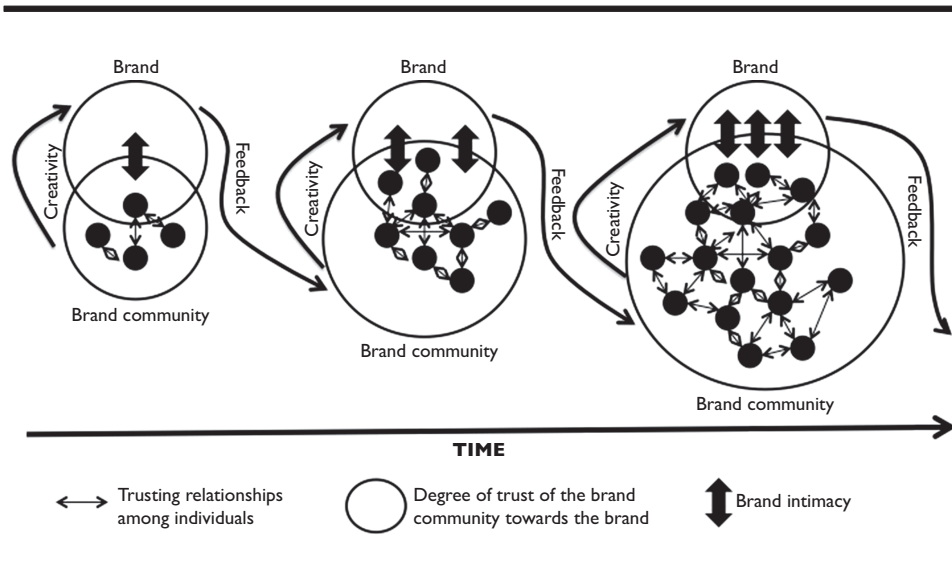 Brand
Brand
Brand
Creativity
Feedback
Creativity
Feedback
Creativity
Feedback
Brand community
Brand community
Brand community
TIME
Trusting relationships
among individuals
Degree of trust of the brand
community towards the brand
Brand intimacy